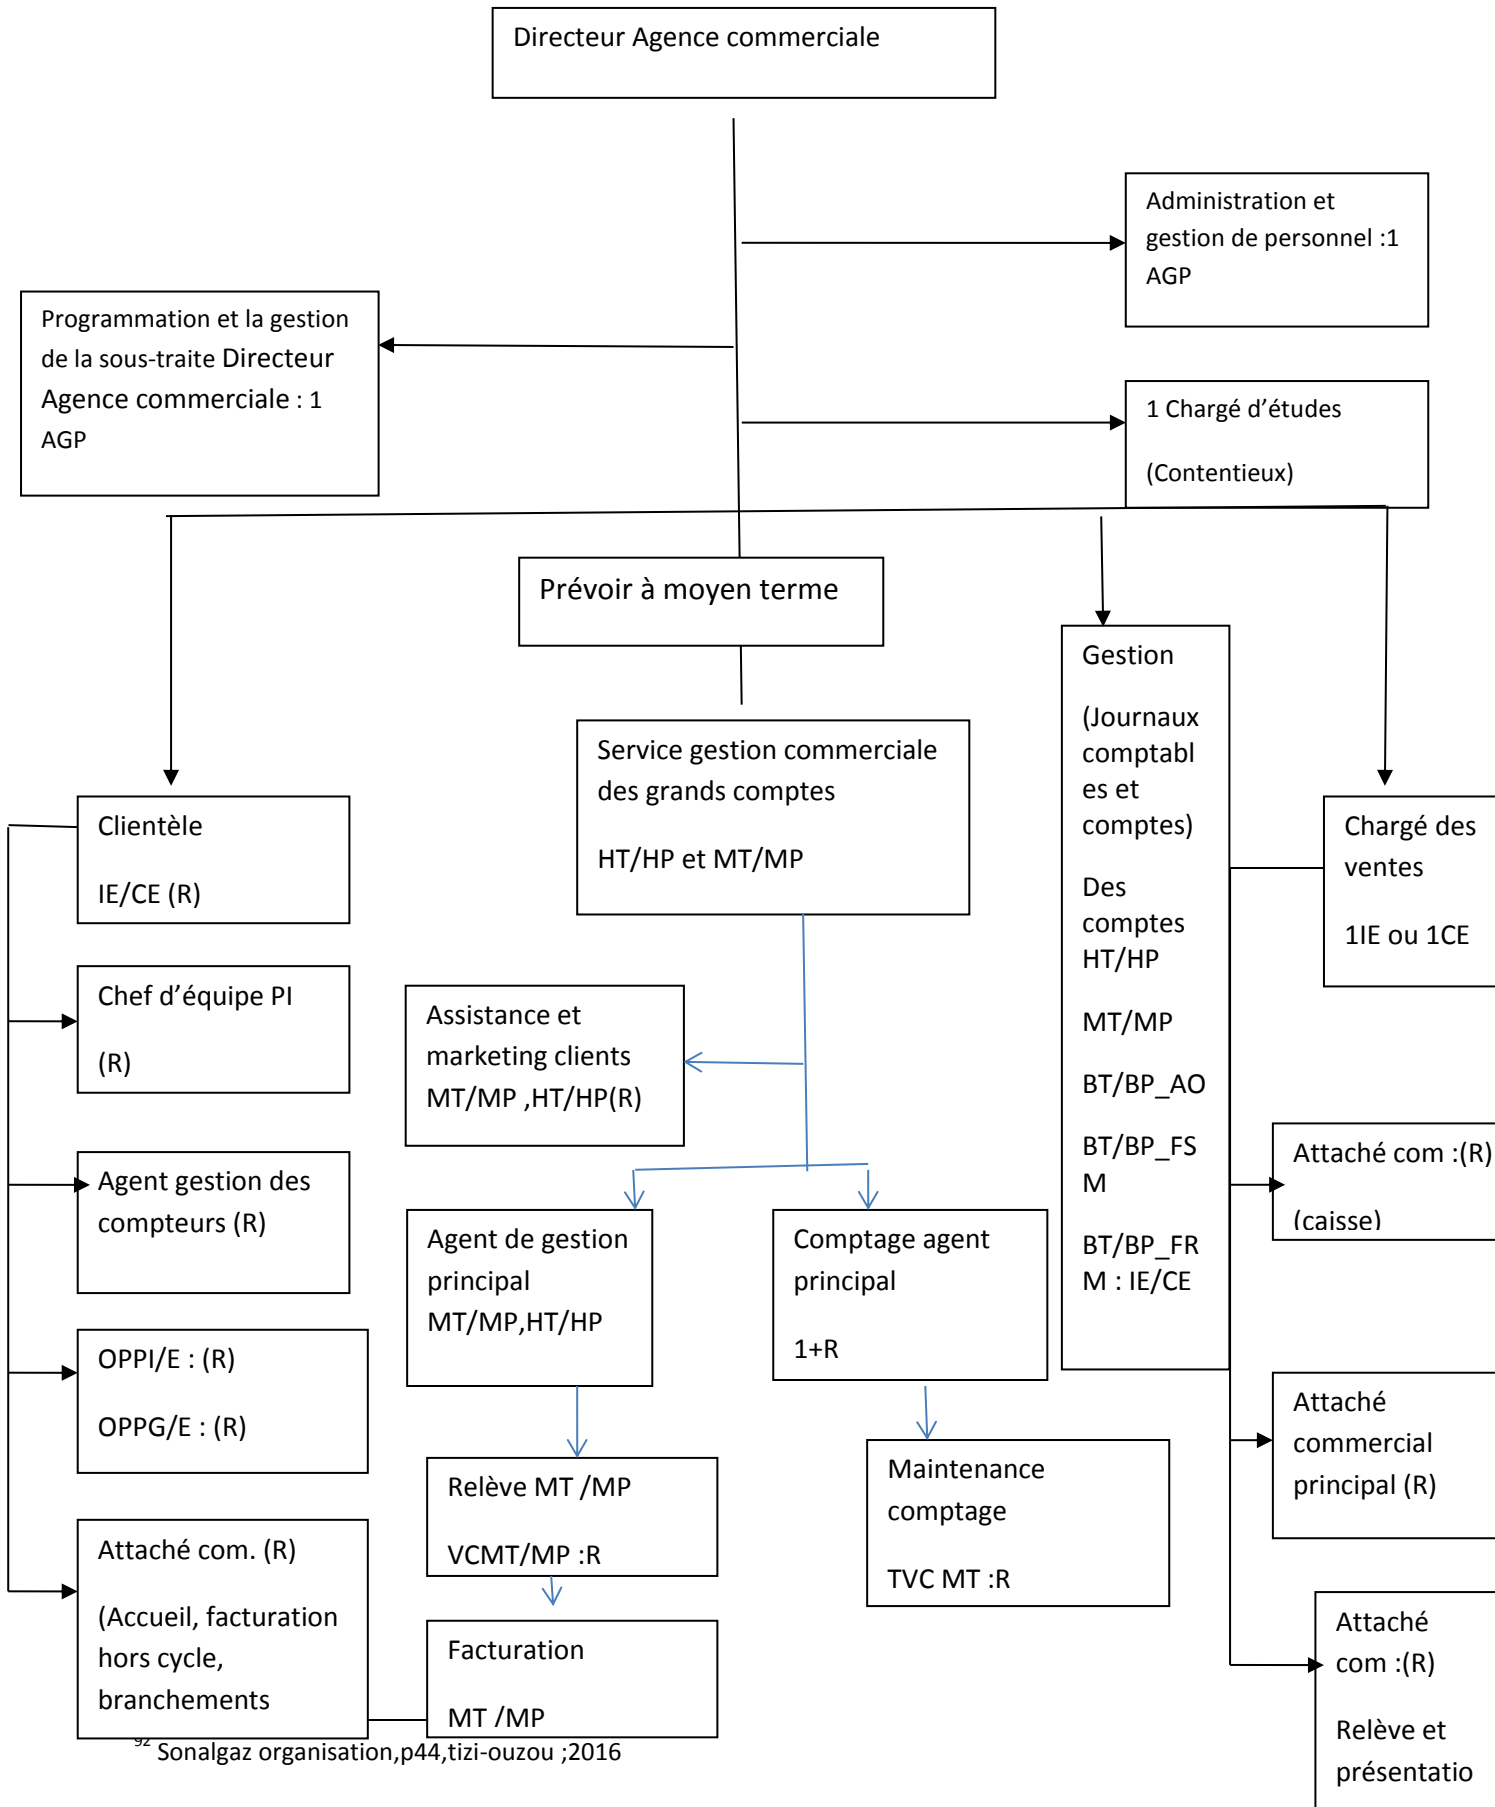 Directeur Agence commerciale
Administration et
gestion de personnel :1
AGP
Programmation et la gestion
de la sous-traite Directeur
Agence commerciale : 1
AGP
1 Chargé d’études
(Contentieux)
Prévoir à moyen terme
Service gestion commerciale
des grands comptes
HT/HP et MT/MP
Gestion
(Journaux
comptabl
es et
comptes)
Des
comptes
HT/HP
MT/MP
BT/BP_AO
BT/BP_FS
M
BT/BP_FR
M : IE/CE
Clientèle
IE/CE (R)
Chargé des
ventes
1IE ou 1CE
Chef d’équipe PI
(R)
Assistance et
marketing clients
MT/MP ,HT/HP(R)
Agent gestion des
compteurs (R)
Attaché com :(R)
(caisse)
Agent de gestion
principal
MT/MP,HT/HP
Comptage agent
principal
1+R
OPPI/E : (R)
OPPG/E : (R)
Attaché
commercial
principal (R)
Relève MT /MP
VCMT/MP :R
Maintenance
comptage
TVC MT :R
Attaché com. (R)
(Accueil, facturation
hors cycle,
branchements
Facturation
MT /MP
Attaché
com :(R)
Relève et
présentatio
92 Sonalgaz organisation,p44,tizi-ouzou ;2016